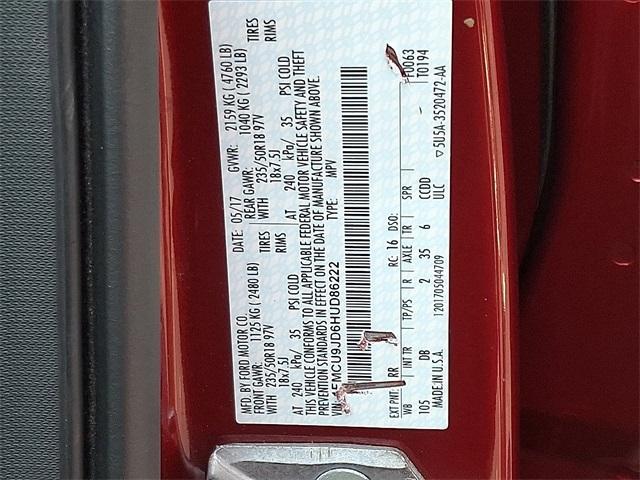 MFD. BY FORD MOTOR CO. DATE: 05/17 GVWR: 2159 KG ( 4760 LB)
FRONT GAWR: 1125 KG ( 2480 LB) REAR GAWR: 1040 KG ( 2293 LB)
WITH 235/50R18 97V TIRES WITH 235/50R18 97V TIRES
18x7.5J RIMS 18x7.5J RIMS
AT 240 kPa/ 35 PSI COLD AT 240 kPa/ 35 PSI COLD
THIS VEHICLE CONFORMS TO ALL APPLICABLE FEDERAL MOTOR VEHICLE SAFETY AND THEFT
PREVENTION STANDARDS IN EFFECT ON THE DATE OF MANUFACTURE SHOWN ABOVE.
VIN: 1FMCU9JD6HUD86222 TYPE: MPV
EXT PNT: RR RC: 16 DSO: F0063
WB INT TR TP/PS R AXLE TR SPR T0194
105 DB 2 35 6 CCDD
MADE IN U.S.A. 1201705044709 ULC ▽5U5A-3520472-AA